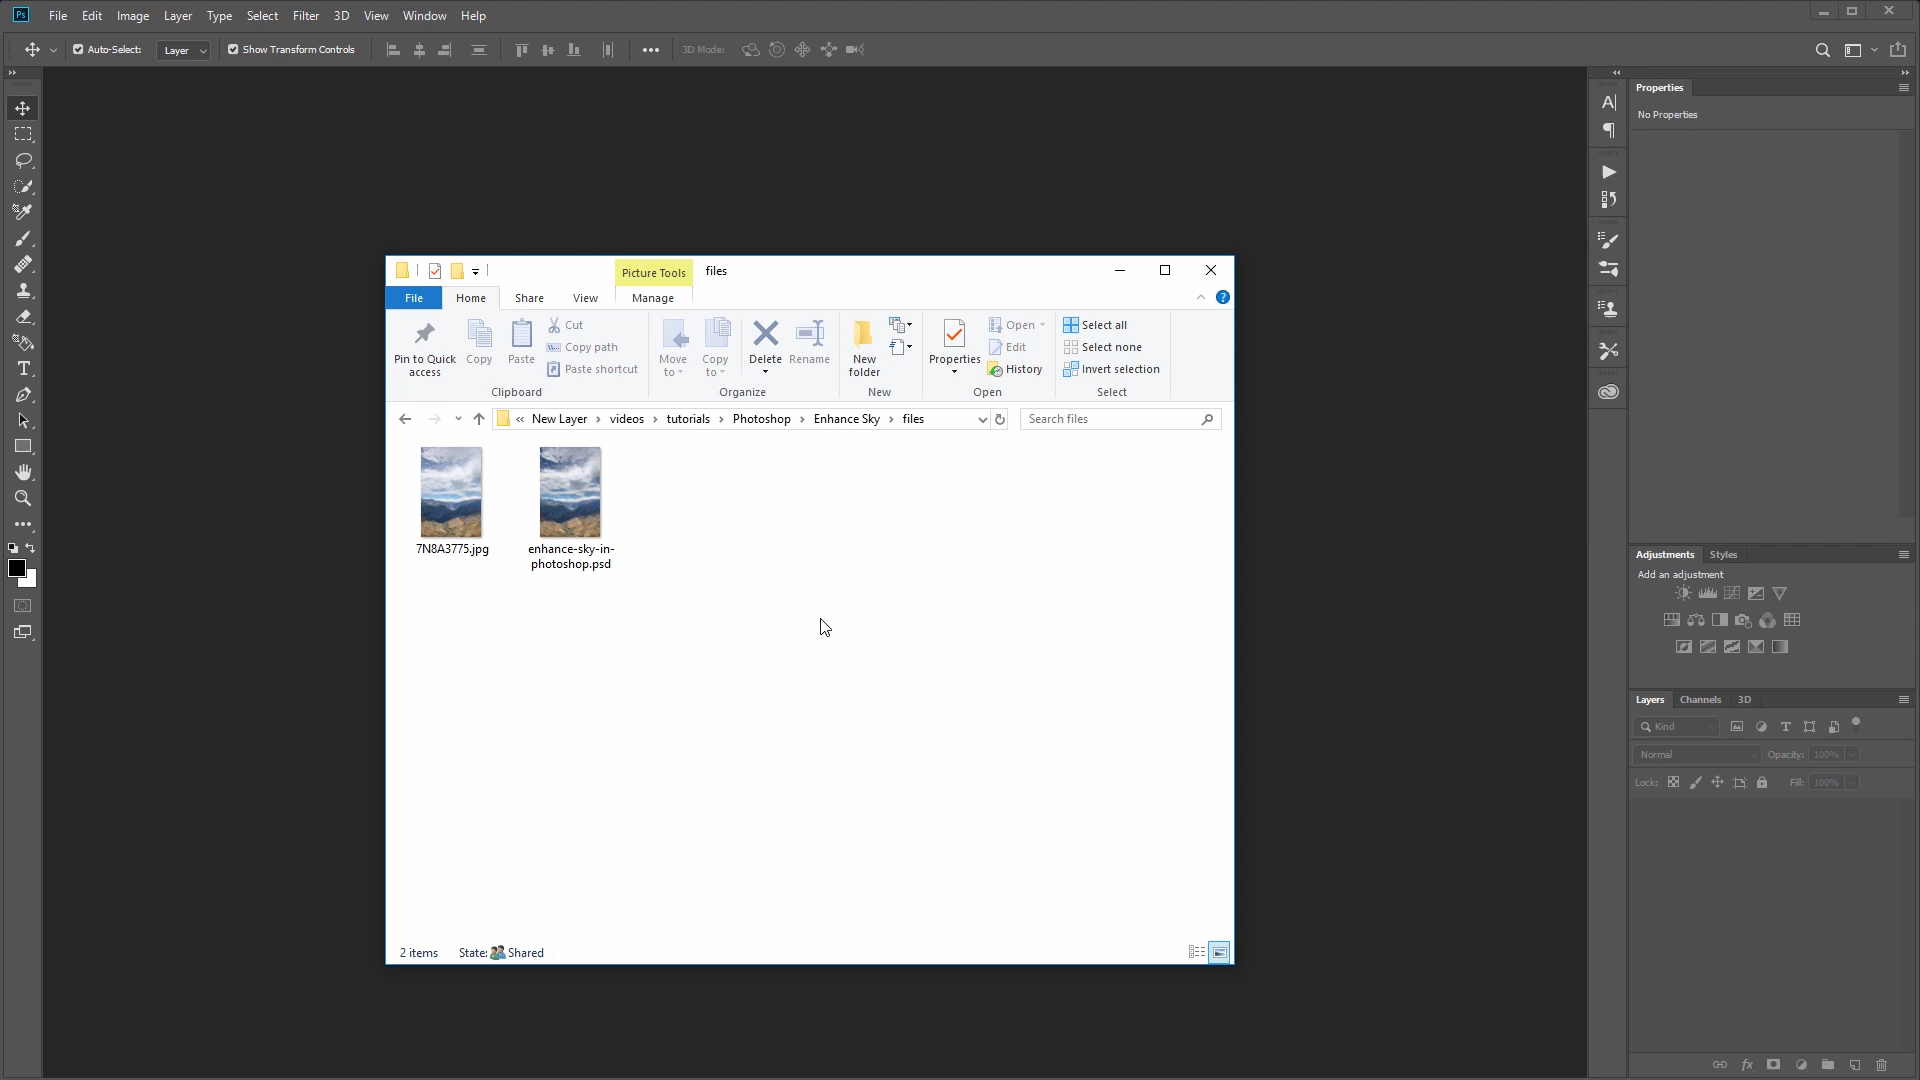 Ps File Edit Image Layer Type Select Filter 3D View Window Help
Auto-Select: Layer Show Transform Controls 3D Mode:
Properties
No Properties
Picture Tools files
File Home Share View Manage
Pin to Quick access
Copy
Paste
Cut
Copy path
Paste shortcut
Clipboard
Move to
Copy to
Delete
Rename
Organize
New folder
New
Properties
Open
Edit
History
Open
Select all
Select none
Invert selection
Select
« New Layer > videos > tutorials > Photoshop > Enhance Sky > files
Search files
7N8A3775.jpg
enhance-sky-in-
photoshop.psd
2 items State: Shared
Adjustments Styles
Add an adjustment
Layers Channels 3D
Kind
Normal Opacity: 100%
Lock: Fill: 100%
fx